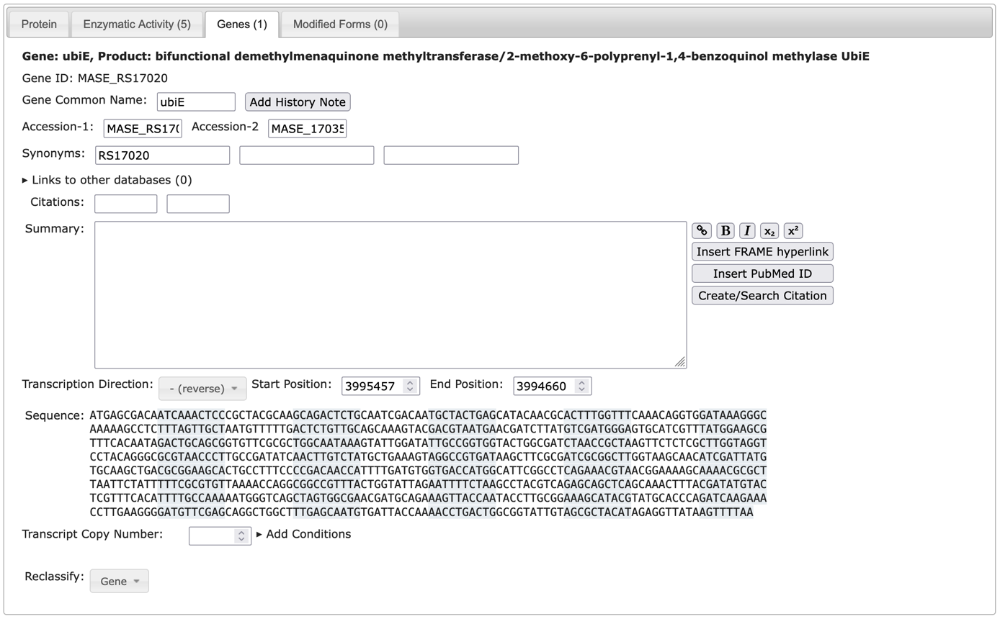 Protein
Enzymatic Activity (5)
Genes (1)
Modified Forms (0)
Gene: ubiE, Product: bifunctional demethylmenaquinone methyltransferase/2-methoxy-6-polyprenyl-1,4-benzoquinol methylase UbiE
Gene ID: MASE_RS17020
Gene Common Name: ubiE Add History Note
Accession-1: MASE_RS170 Accession-2 MASE_17035
Synonyms: RS17020
▸ Links to other databases (0)
Citations:
Summary:
B I x₂ x²
Insert FRAME hyperlink
Insert PubMed ID
Create/Search Citation
Transcription Direction: - (reverse) Start Position: 3995457 End Position: 3994660
Sequence: ATGAGCGACAATCAAACTCCCGCTACGCAAGCAGACTCTGCAATCGACAATGCTACTGAGCATACAACGCACTTTGGTTTCAAACAGGTGGATAAAGGGC
AAAAAGCCTCTTTAGTTGCTAATGTTTTTGACTCTGTTGCAGCAAAGTACGACGTAATGAACGATCTTATGTCGATGGGAGTGCATCGTTTATGGAAGCG
TTTCACAATAGACTGCAGCGGTGTTCGCGCTGGCAATAAAGTATTGGATATTGCCGGTGGTACTGGCGATCTAACCGCTAAGTTCTCTCGCTTGGTAGGT
CCTACAGGGCGCGTAACCCTTGCCGATATCAACTTGTCTATGCTGAAAGTAGGCCGTGATAAGCTTCGCGATCGCGGCTTGGTAAGCAACATCGATTATG
TGCAAGCTGACGCGGAAGCACTGCCTTTCCCCGACAACCATTTTGATGTGGTGACCATGGCATTCGGCCTCAGAAACGTAACGGAAAAGCAAAACGCGCT
TAATTCTATTTTTCGCGTGTTAAAACCAGGCGGCCGTTTACTGGTATTAGAATTTTCTAAGCCTACGTCAGAGCAGCTCAGCAAACTTTACGATATGTAC
TCGTTTCACATTTTGCCAAAAATGGGTCAGCTAGTGGCGAACGATGCAGAAAGTTACCAATACCTTGCGGAAAGCATACGTATGCACCCAGATCAAGAAA
CCTTGAAGGGGATGTTCGAGCAGGCTGGCTTTGAGCAATGTGATTACCAAAACCTGACTGGCGGTATTGTAGCGCTACATAGAGGTTATAAGTTTTAA
Transcript Copy Number: ▸ Add Conditions
Reclassify: Gene